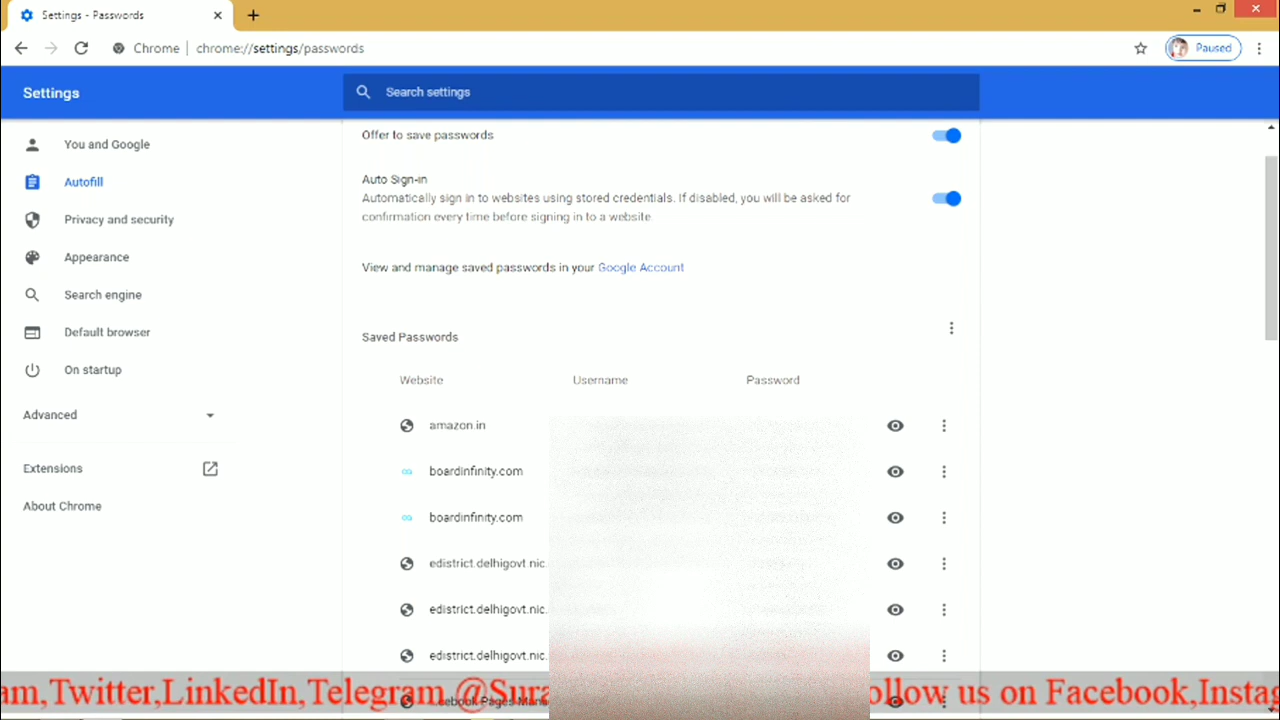 Settings - Passwords
Chrome
chrome://settings/passwords
Paused
Settings
Search settings
You and Google
Autofill
Privacy and security
Appearance
Search engine
Default browser
On startup
Advanced
Extensions
About Chrome
Offer to save passwords
Auto Sign-in
Automatically sign in to websites using stored credentials. If disabled, you will be asked for
confirmation every time before signing in to a website.
View and manage saved passwords in your Google Account
Saved Passwords
Website Username Password
amazon.in
boardinfinity.com
boardinfinity.com
edistrict.delhigovt.nic.
edistrict.delhigovt.nic.
edistrict.delhigovt.nic.
am,Twitter,LinkedIn,Telegram @Sura ollow us on Facebook,Instag